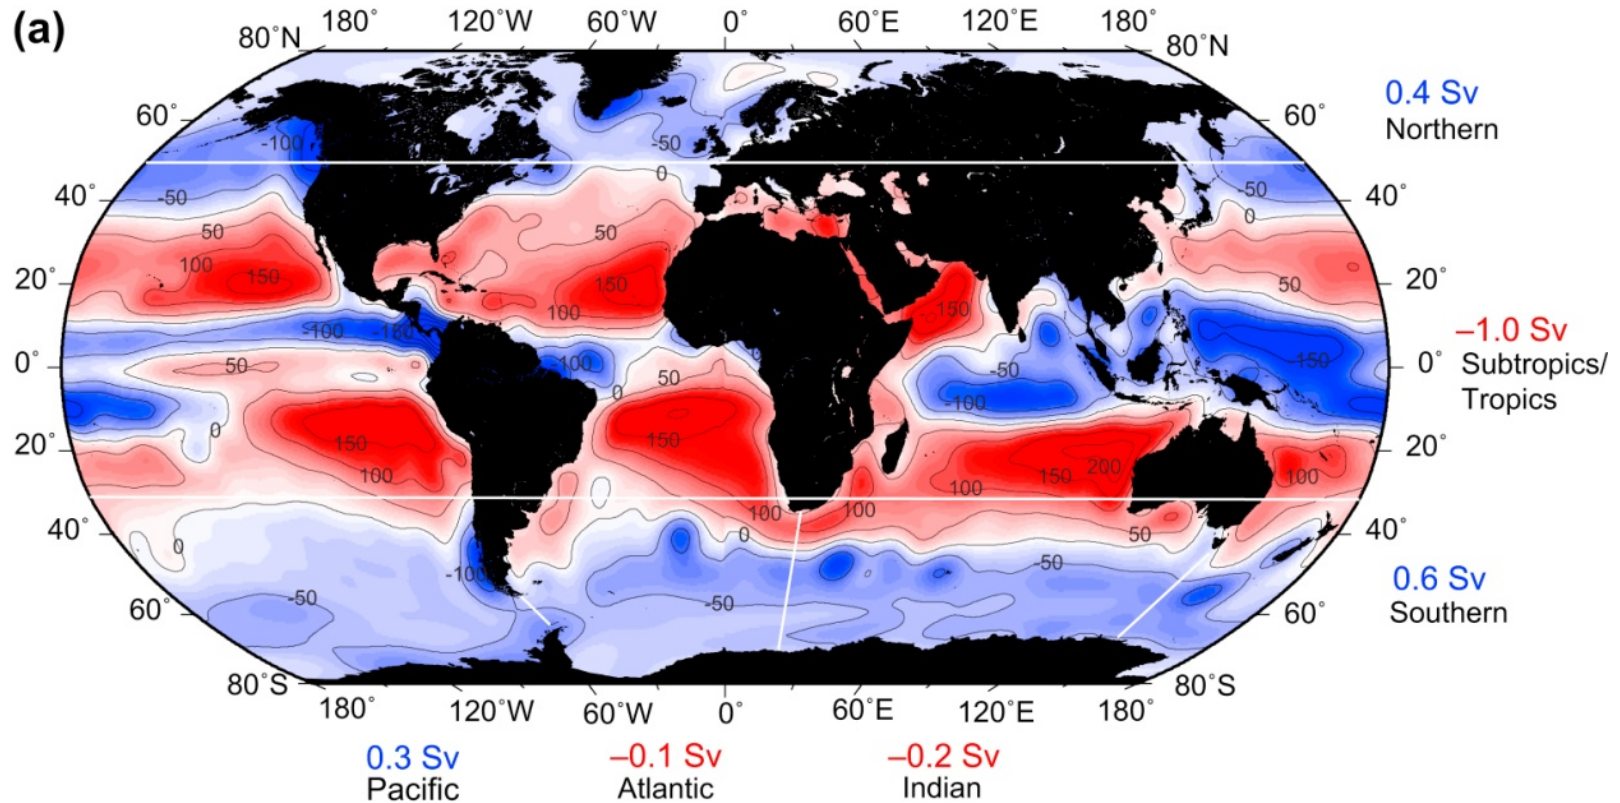 (a)
180° 120°W 60°W 0° 60°E 120°E 180°
80°N 80°N
60° 60°
40° 40°
20° 20°
0° 0°
20° 20°
40° 40°
60° 60°
80°S 80°S
180° 120°W 60°W 0° 60°E 120°E 180°
0.4 Sv
Northern
–1.0 Sv
Subtropics/
Tropics
0.6 Sv
Southern
-100 -50
0
-50 -50
0
50 50
100 150 150 50
100 150
-100 -150 -150
100 -50
50 50 -100
0
0 150 150
100 150 200 100
100
100 100
0 50
0 -50
-100
-50 -50
0.3 Sv –0.1 Sv –0.2 Sv
Pacific Atlantic Indian